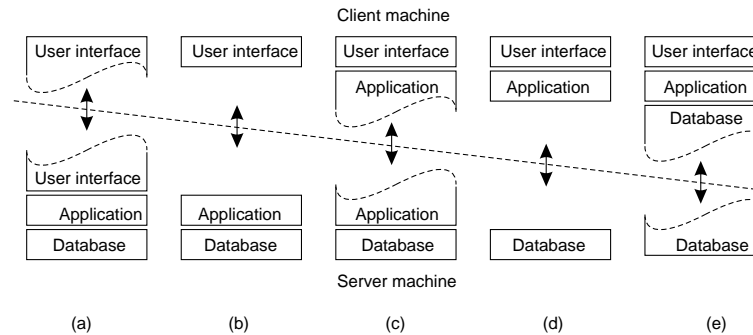 Client machine
User interface User interface User interface User interface User interface
Application Application Application
Database
User interface
Application Application Application
Database Database Database Database Database
Server machine
(a) (b) (c) (d) (e)